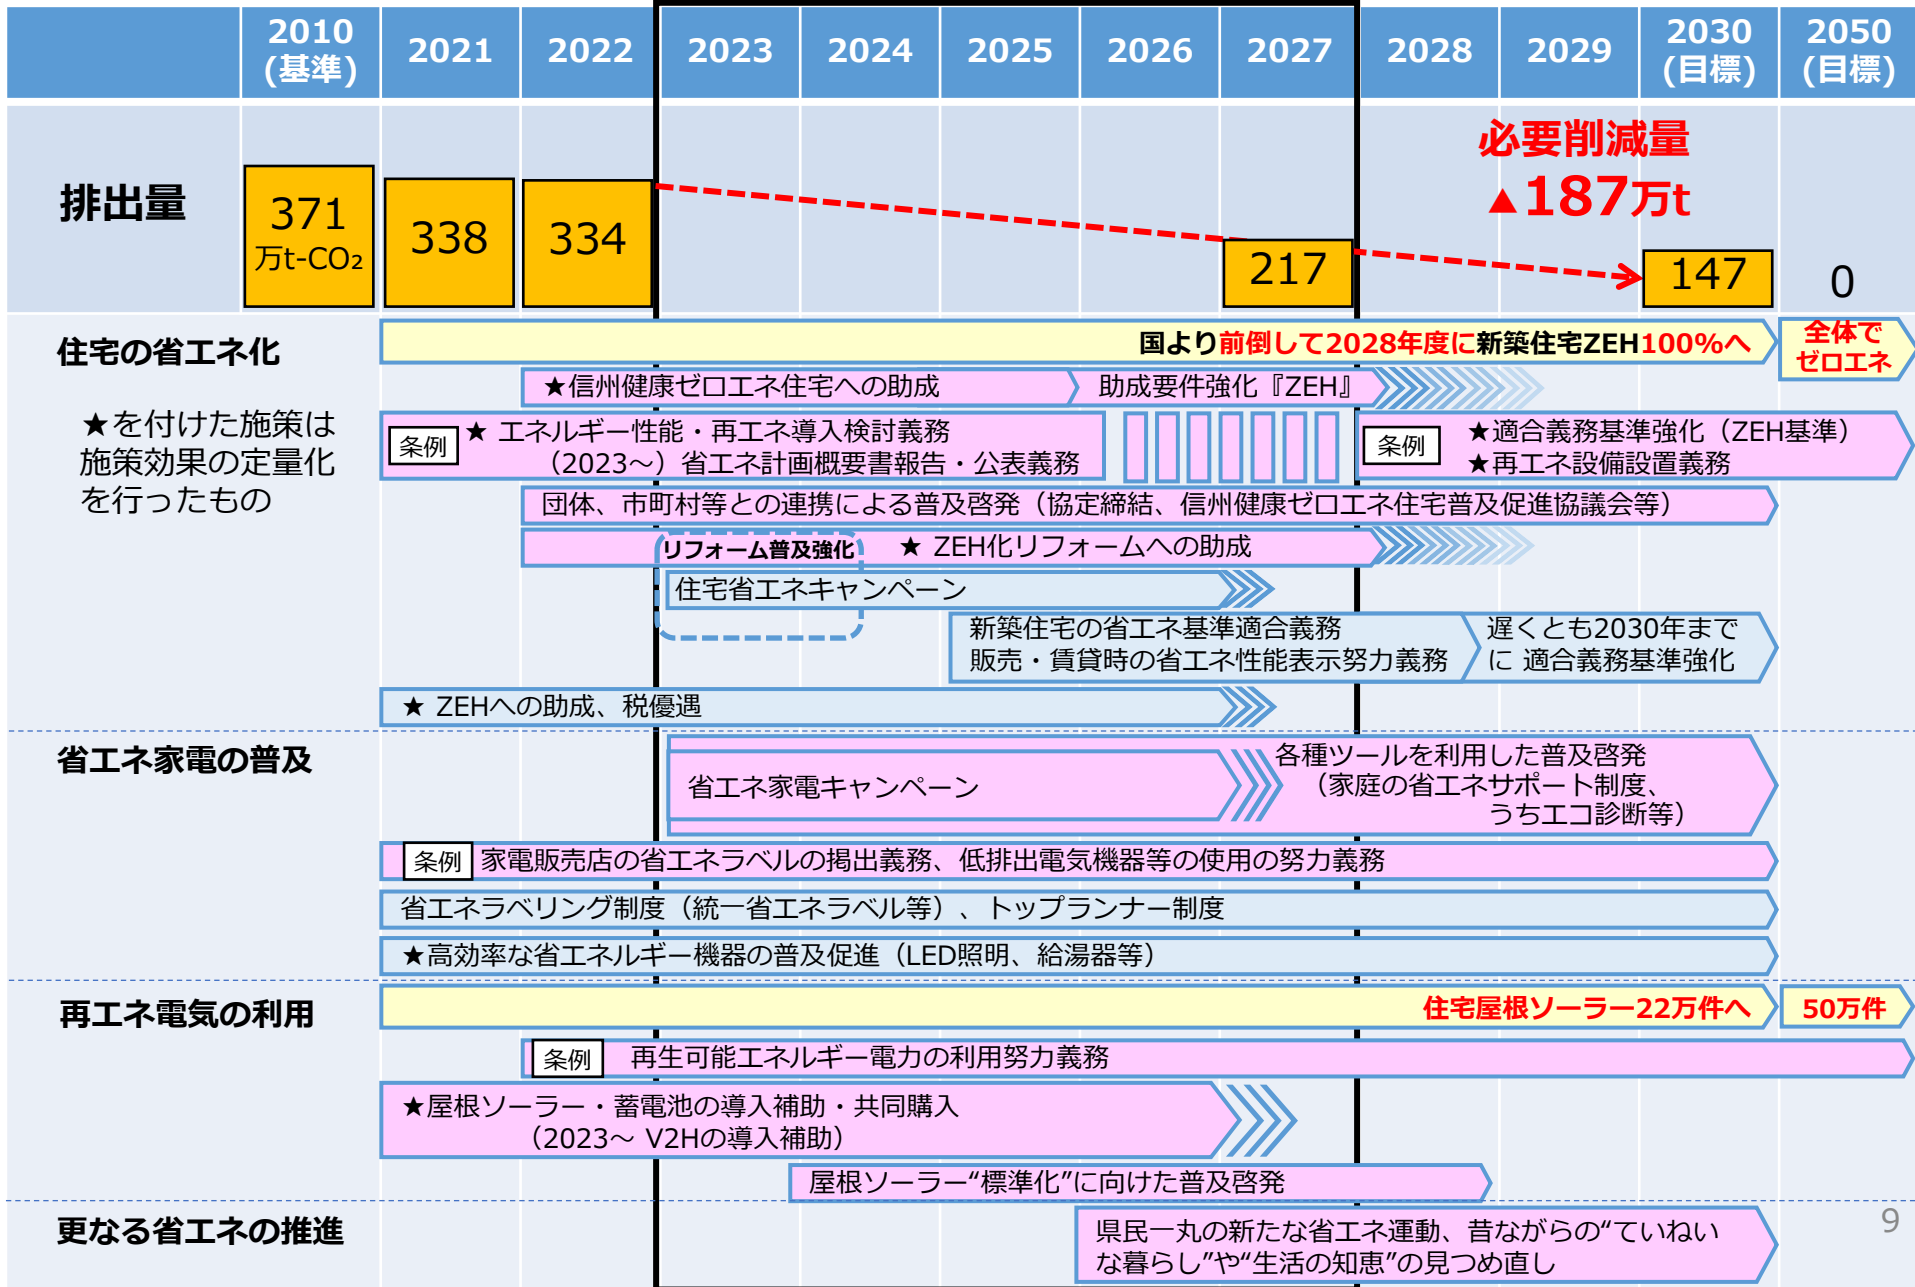 2010
(基準)
2021
2022
2023
2024
2025
2026
2027
2028
2029
2030
(目標)
2050
(目標)
排出量
371
万t-CO₂
338
334
217
必要削減量
▲187万t
147
0
住宅の省エネ化
★を付けた施策は
施策効果の定量化
を行ったもの
国より前倒して2028年度に新築住宅ZEH100%へ
全体で
ゼロエネ
★信州健康ゼロエネ住宅への助成
助成要件強化『ZEH』
条例
★ エネルギー性能・再エネ導入検討義務
（2023～）省エネ計画概要書報告・公表義務
条例
★適合義務基準強化（ZEH基準）
★再エネ設備設置義務
団体、市町村等との連携による普及啓発（協定締結、信州健康ゼロエネ住宅普及促進協議会等）
リフォーム普及強化
★ ZEH化リフォームへの助成
住宅省エネキャンペーン
新築住宅の省エネ基準適合義務
販売・賃貸時の省エネ性能表示努力義務
遅くとも2030年まで
に 適合義務基準強化
★ ZEHへの助成、税優遇
省エネ家電の普及
省エネ家電キャンペーン
各種ツールを利用した普及啓発
（家庭の省エネサポート制度、
うちエコ診断等）
条例
家電販売店の省エネラベルの掲出義務、低排出電気機器等の使用の努力義務
省エネラベリング制度（統一省エネラベル等）、トップランナー制度
★高効率な省エネルギー機器の普及促進（LED照明、給湯器等）
再エネ電気の利用
住宅屋根ソーラー22万件へ
50万件
条例
再生可能エネルギー電力の利用努力義務
★屋根ソーラー・蓄電池の導入補助・共同購入
（2023～ V2Hの導入補助）
屋根ソーラー“標準化”に向けた普及啓発
更なる省エネの推進
県民一丸の新たな省エネ運動、昔ながらの“ていねい
な暮らし”や“生活の知恵”の見つめ直し
9